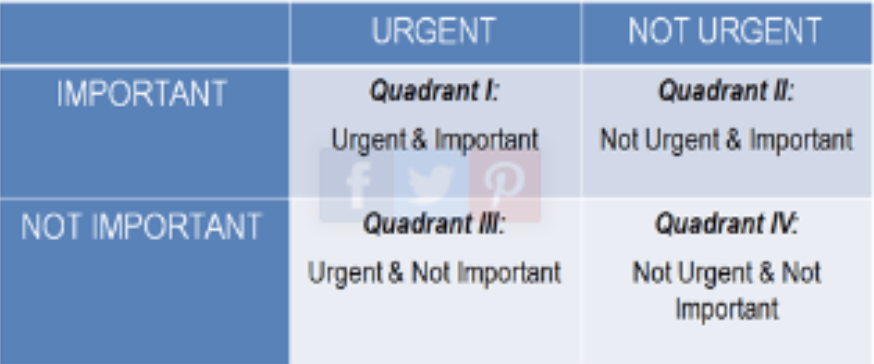 URGENT NOT URGENT
IMPORTANT Quadrant I: Quadrant II:
Urgent & Important Not Urgent & Important
NOT IMPORTANT Quadrant III: Quadrant IV:
Urgent & Not Important Not Urgent & Not
Important